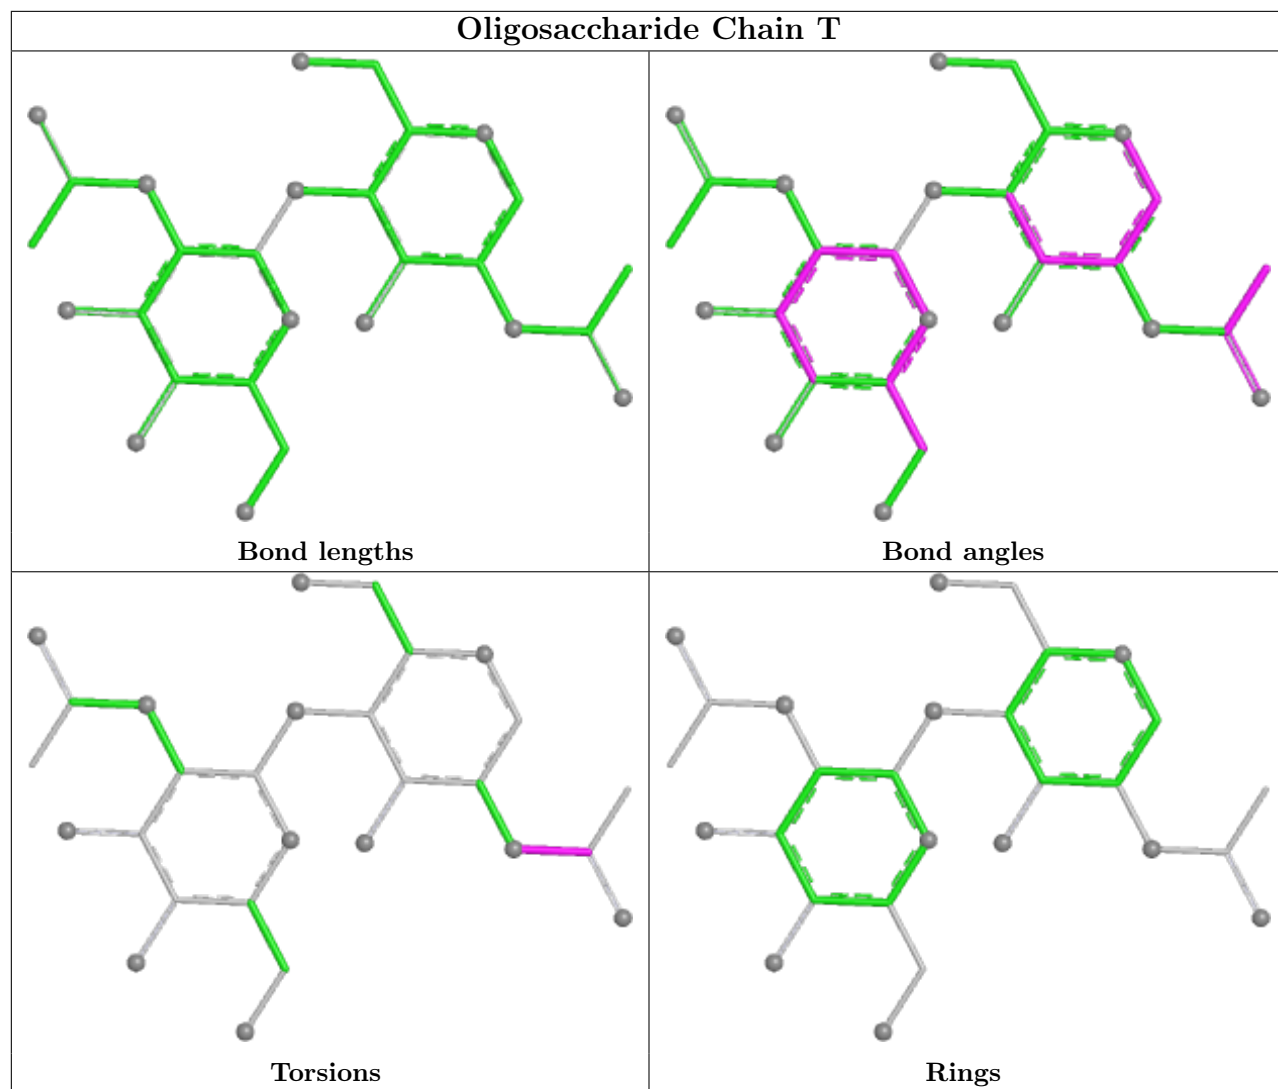 Oligosaccharide Chain T
Bond lengths
Bond angles
Torsions
Rings